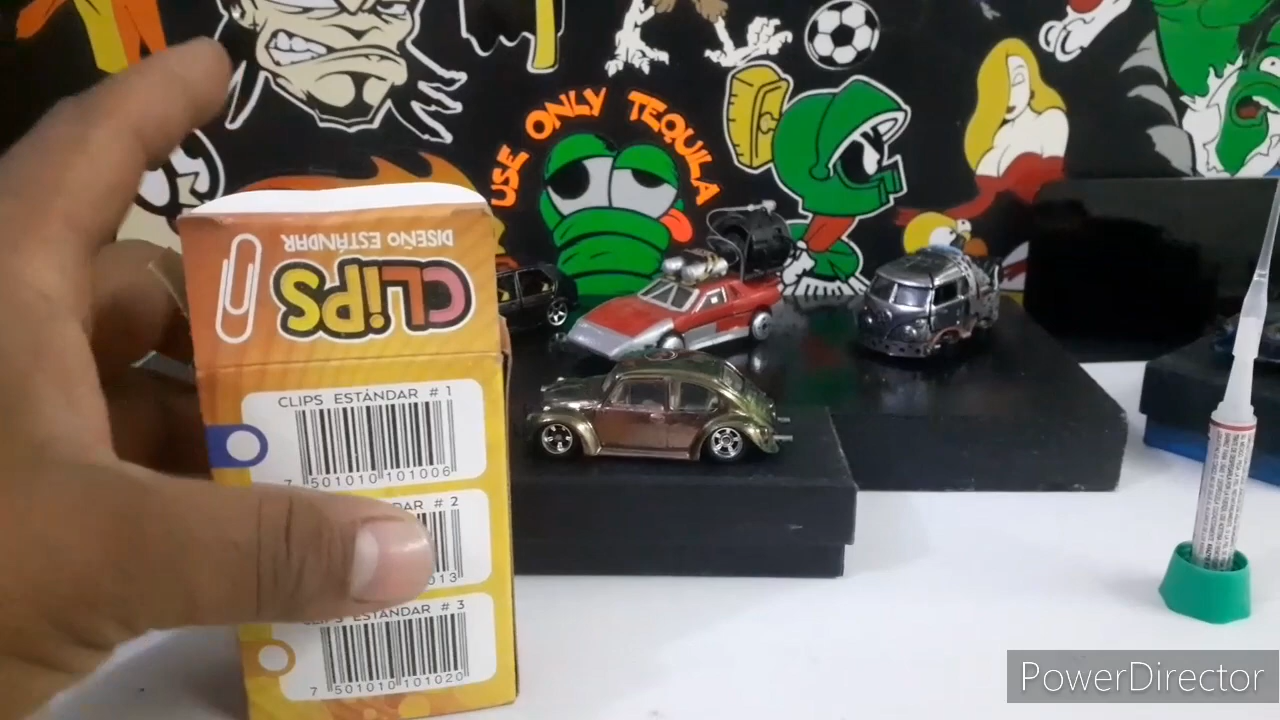 USE ONLY TEQUILA
DISEÑO ESTÁNDAR
CLiPS
CLIPS ESTÁNDAR # 1
7 501010 101006
# 2
013
CLIPS ESTÁNDAR # 3
7 501010 101020
PowerDirector